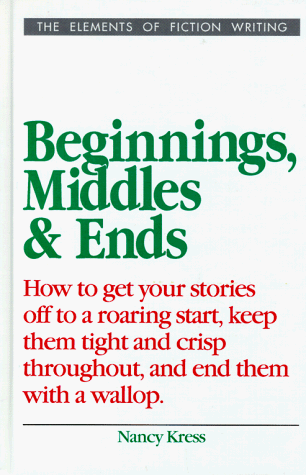 THE ELEMENTS OF FICTION WRITING
Beginnings,
Middles
& Ends
How to get your stories
off to a roaring start, keep
them tight and crisp
throughout, and end them
with a wallop.
Nancy Kress